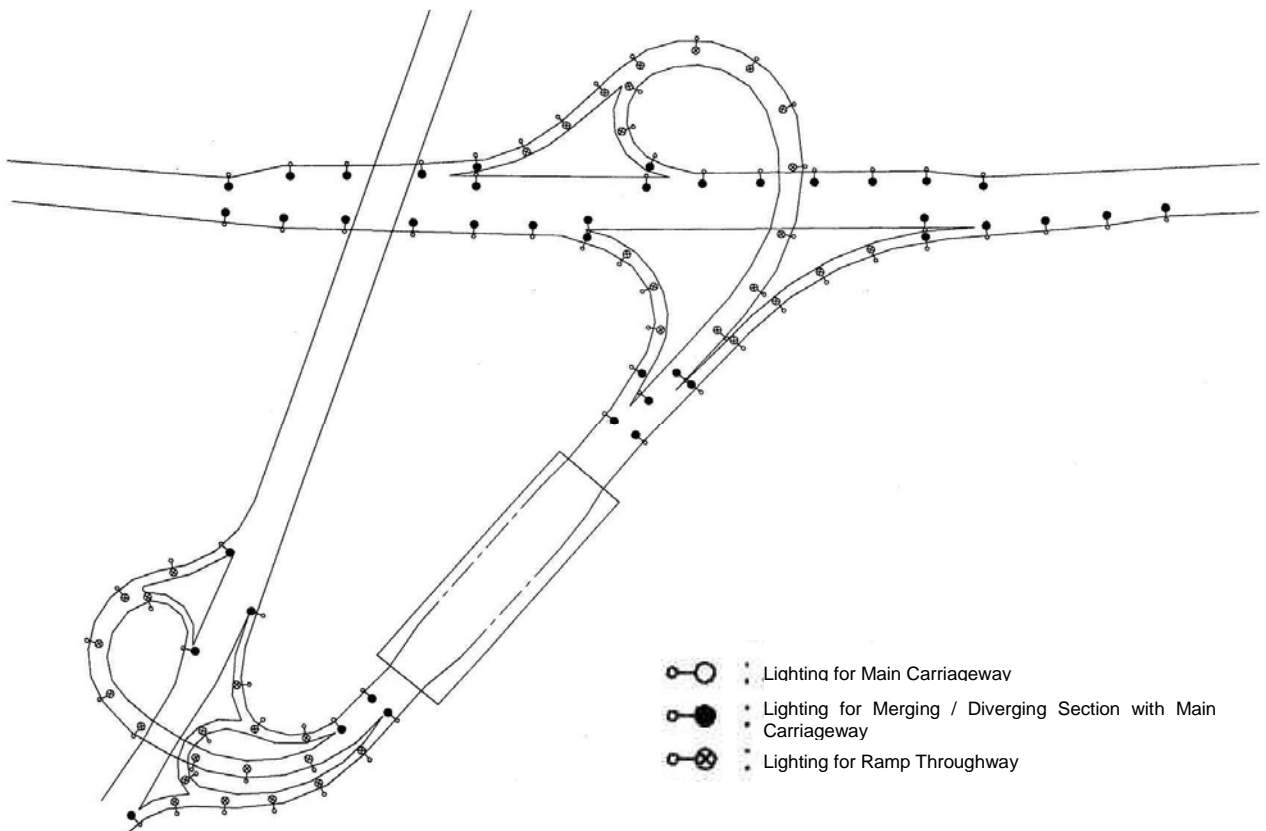 : Lighting for Main Carriageway
: Lighting for Merging / Diverging Section with Main
Carriageway
: Lighting for Ramp Throughway